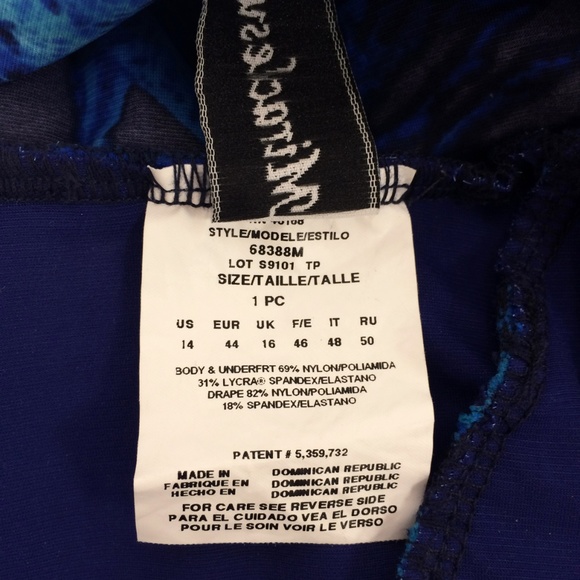 Miraclesuit
STYLE/MODELE/ESTILO
68388M
LOT S9101 TP
SIZE/TAILLE/TALLE
1 PC
US EUR UK F/E IT RU
14 44 16 46 48 50
BODY & UNDERFRT 69% NYLON/POLIAMIDA
31% LYCRA® SPANDEX/ELASTANO
DRAPE 82% NYLON/POLIAMIDA
18% SPANDEX/ELASTANO
PATENT # 5,359,732
MADE IN DOMINICAN REPUBLIC
FABRIQUE EN DOMINICAN REPUBLIC
HECHO EN DOMINICAN REPUBLIC
FOR CARE SEE REVERSE SIDE
PARA EL CUIDADO VEA EL DORSO
POUR LE SOIN VOIR LE VERSO